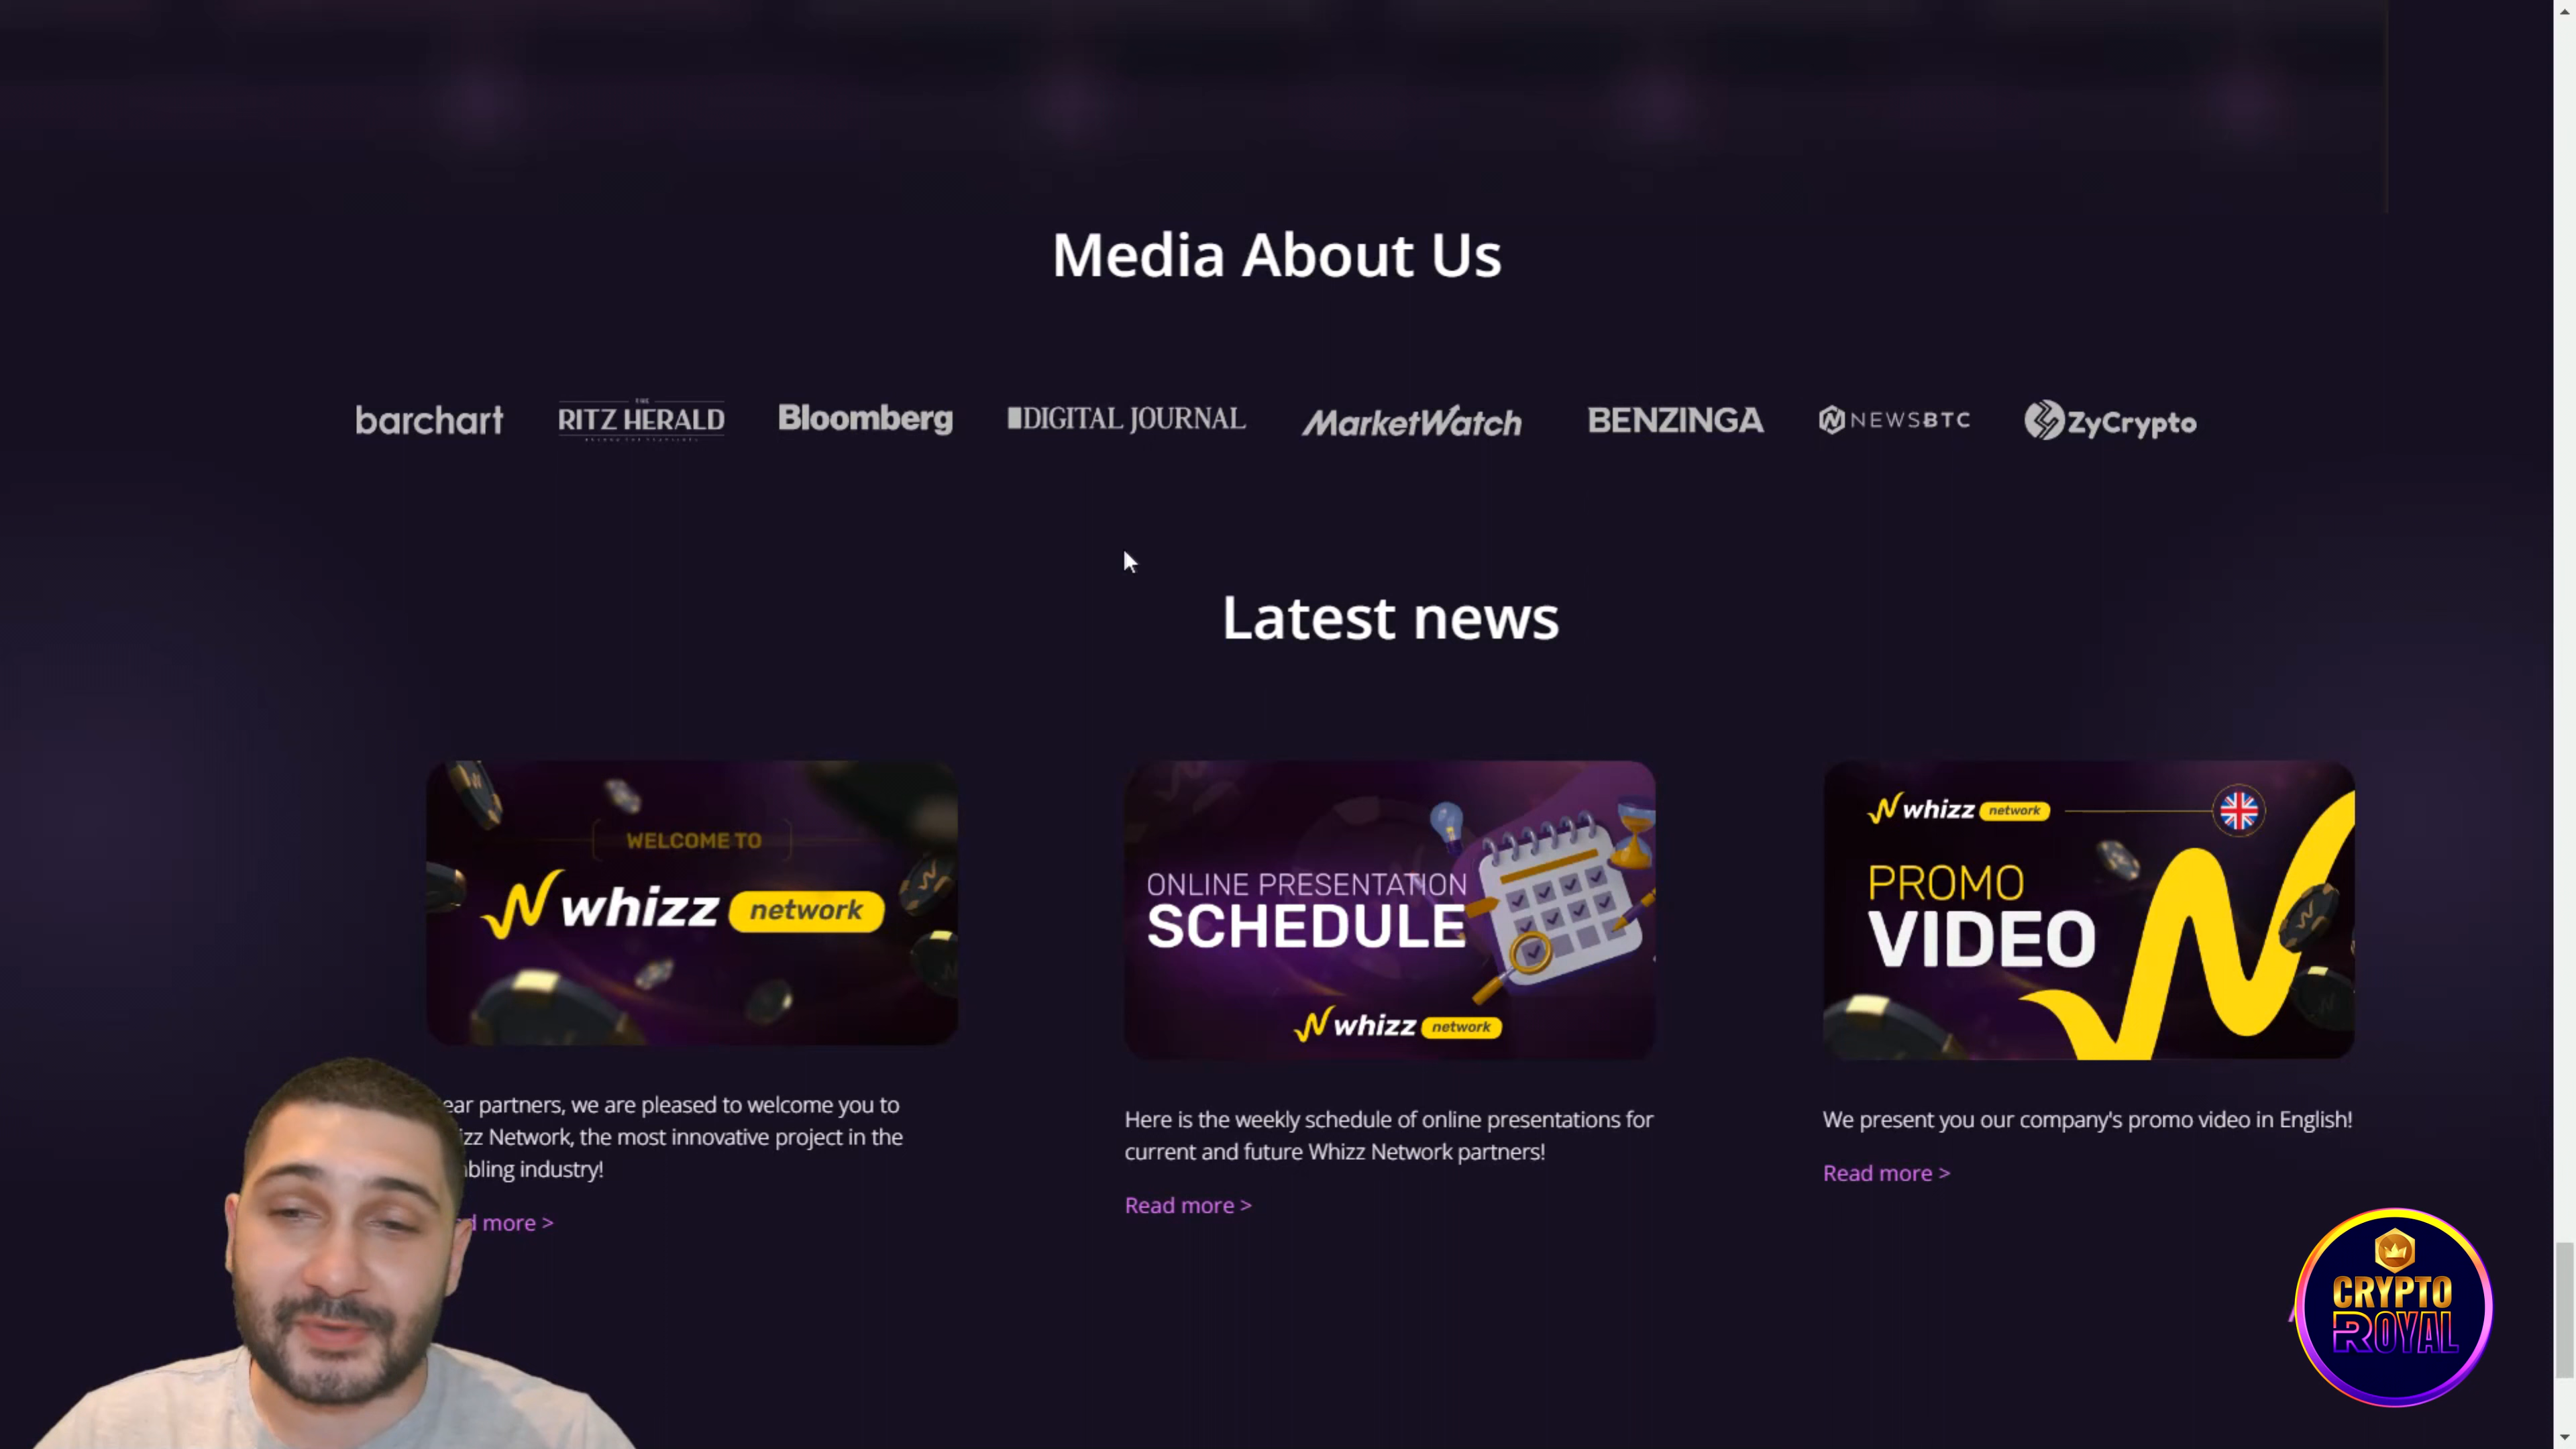 Media About Us
barchart
THE
RITZ HERALD
Bloomberg
DIGITAL JOURNAL
MarketWatch
BENZINGA
NEWSBTC
ZyCrypto
Latest news
WELCOME TO
whizz network
ONLINE PRESENTATION
SCHEDULE
whizz network
whizz network
PROMO
VIDEO
ear partners, we are pleased to welcome you to
izz Network, the most innovative project in the
bling industry!
d more >
Here is the weekly schedule of online presentations for
current and future Whizz Network partners!
Read more >
We present you our company's promo video in English!
Read more >
CRYPTO
ROYAL